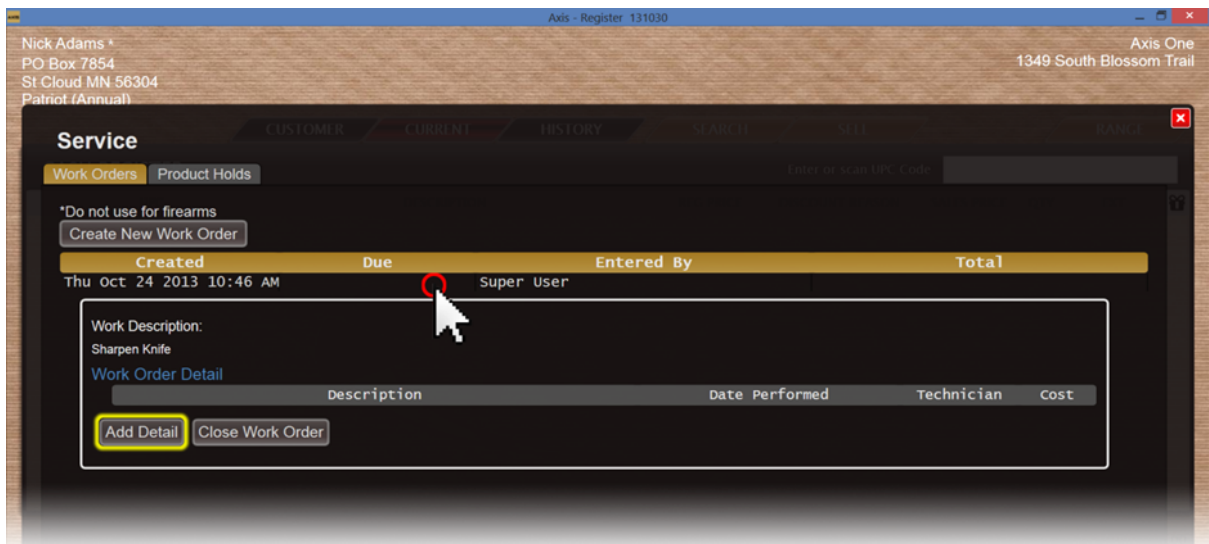 Axis - Register 131030
Nick Adams *
PO Box 7854
St Cloud MN 56304
Patriot (Annual)
Axis One
1349 South Blossom Trail
CUSTOMER CURRENT HISTORY SEARCH SELL RANGE
Service
Work Orders Product Holds
Enter or scan UPC Code
*Do not use for firearms
Create New Work Order
Created Due Entered By Total
Thu Oct 24 2013 10:46 AM Super User
Work Description:
Sharpen Knife
Work Order Detail
Description Date Performed Technician Cost
Add Detail Close Work Order